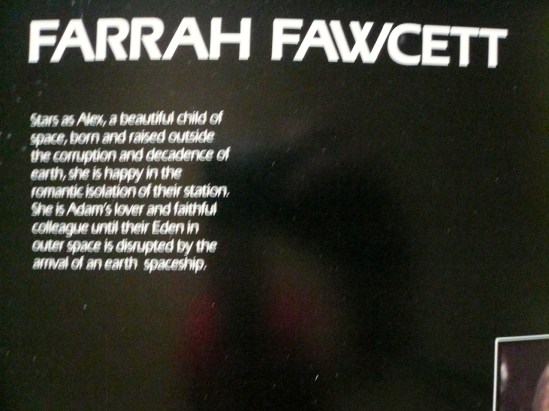 FARRAH FAWCETT
Stars as Alex, a beautiful child of
space, born and raised outside
the corruption and decadence of
earth, she is happy in the
romantic isolation of their station.
She is Adam's lover and faithful
colleague until their Eden in
outer space is disrupted by the
arrival of an earth spaceship.